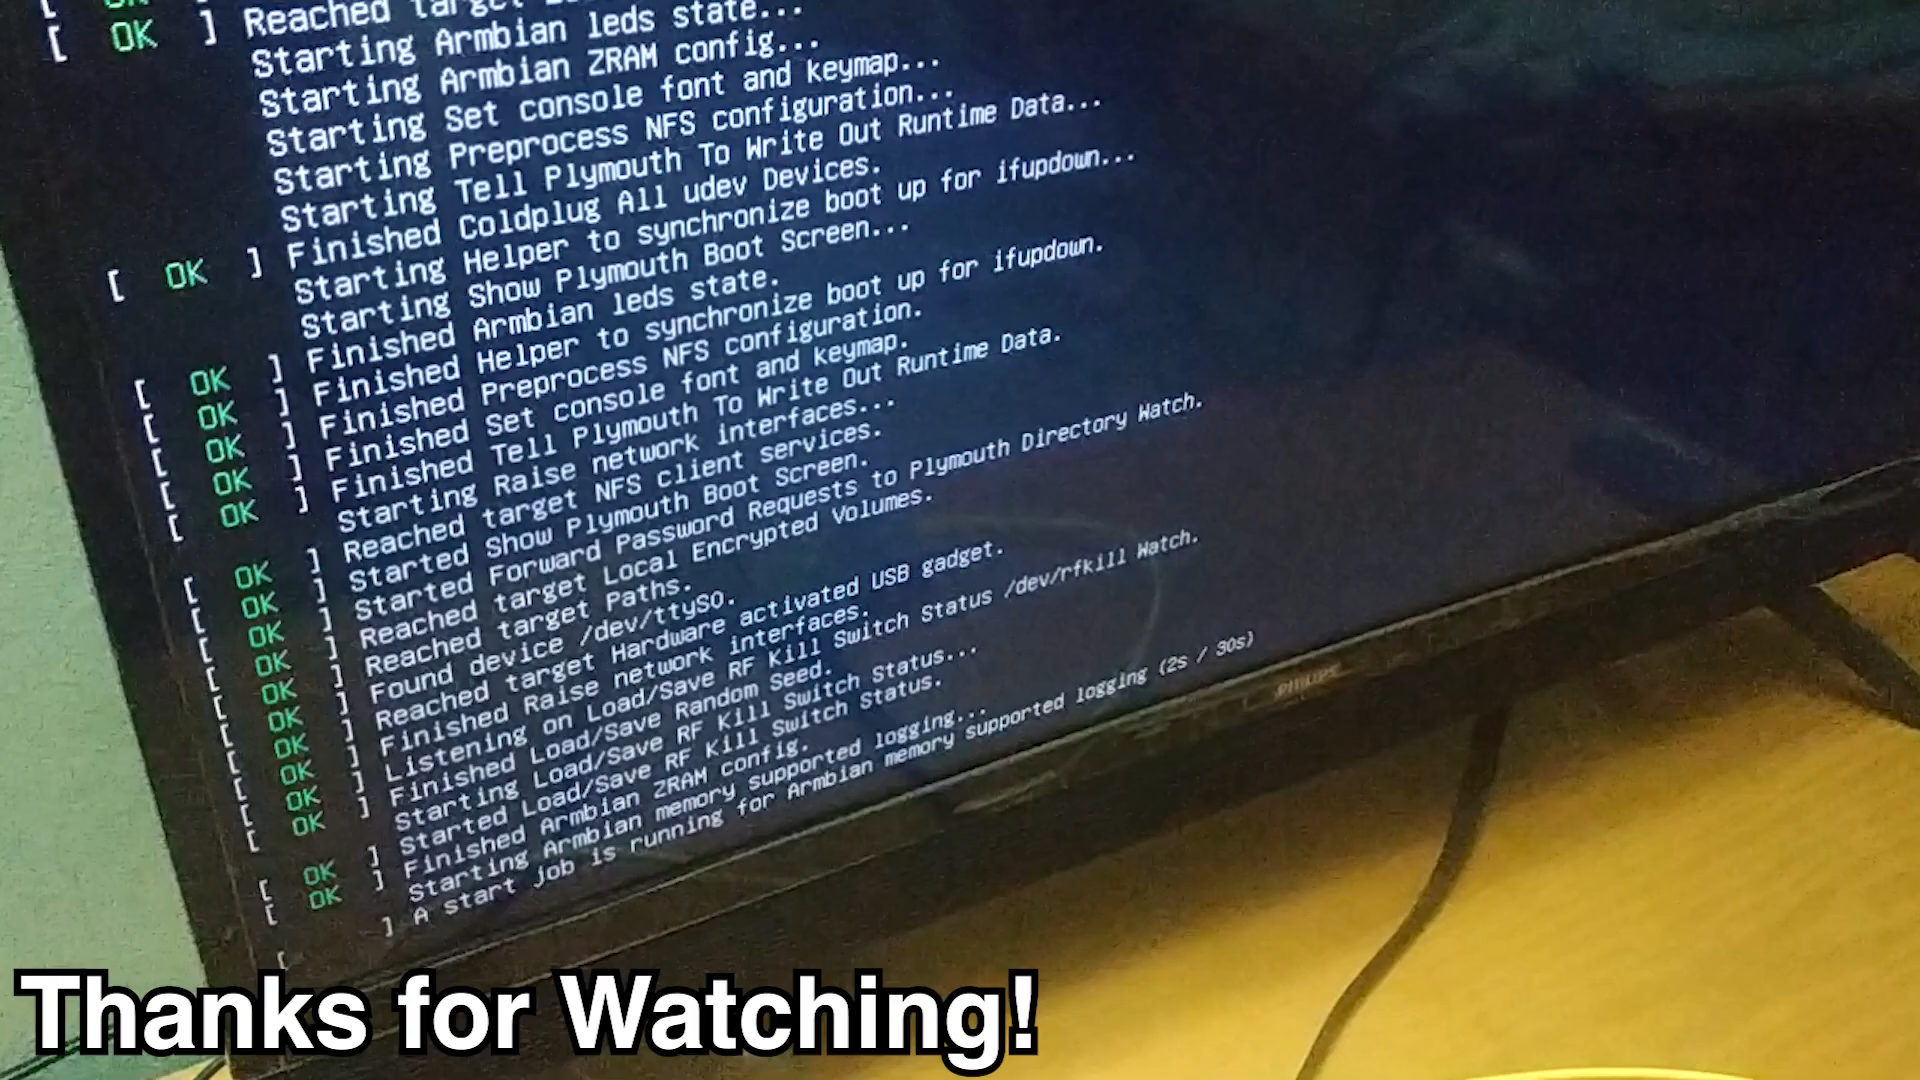 [ OK ] Reached target
Starting Armbian leds state...
Starting Armbian ZRAM config...
Starting Set console font and keymap...
Starting Preprocess NFS configuration...
Starting Tell Plymouth To Write Out Runtime Data...
[ OK ] Finished Coldplug All udev Devices.
Starting Helper to synchronize boot up for ifupdown...
Starting Show Plymouth Boot Screen...
[ OK ] Finished Armbian leds state.
[ OK ] Finished Helper to synchronize boot up for ifupdown.
[ OK ] Finished Preprocess NFS configuration.
[ OK ] Finished Set console font and keymap.
[ OK ] Finished Tell Plymouth To Write Out Runtime Data.
Starting Raise network interfaces...
[ OK ] Reached target NFS client services.
[ OK ] Started Show Plymouth Boot Screen.
[ OK ] Started Forward Password Requests to Plymouth Directory Watch.
[ OK ] Reached target Local Encrypted Volumes.
[ OK ] Reached target Paths.
[ OK ] Found device /dev/ttyS0.
[ OK ] Reached target Hardware activated USB gadget.
[ OK ] Finished Raise network interfaces.
[ OK ] Listening on Load/Save RF Kill Switch Status /dev/rfkill Watch.
[ OK ] Finished Load/Save Random Seed.
Starting Load/Save RF Kill Switch Status...
[ OK ] Started Load/Save RF Kill Switch Status.
[ OK ] Finished Armbian ZRAM config.
Starting Armbian memory supported logging...
[ ] A start job is running for Armbian memory supported logging (2s / 30s)
PHILIPS
Thanks for Watching!